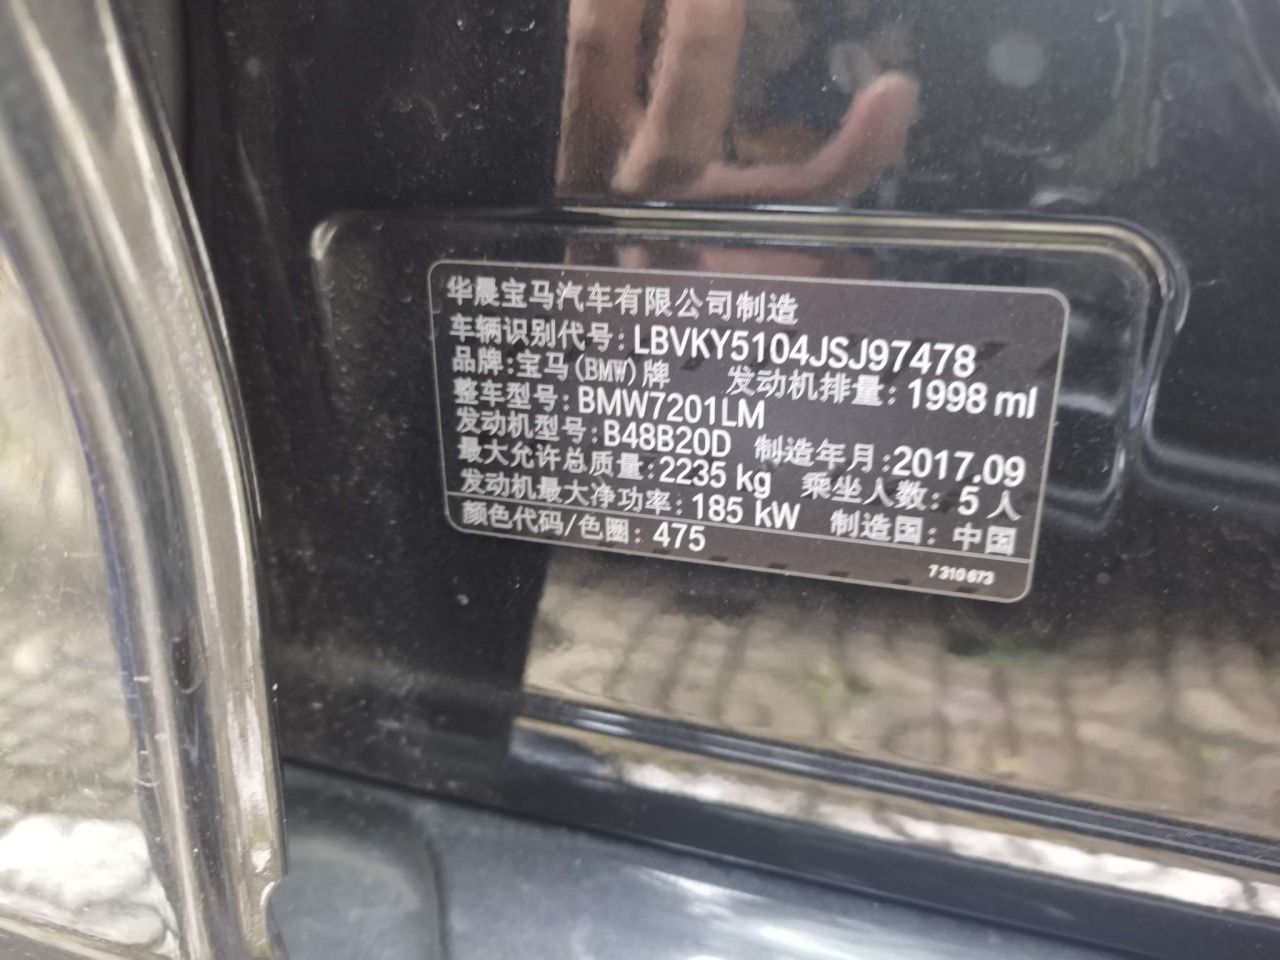 华晨宝马汽车有限公司制造
车辆识别代号：LBVKY5104JSJ97478
品牌：宝马(BMW)牌 发动机排量：1998 ml
整车型号：BMW7201LM
发动机型号：B48B20D 制造年月：2017.09
最大允许总质量：2235 kg 乘坐人数：5 人
发动机最大净功率：185 kW 制造国：中国
颜色代码/色圈：475
7310673